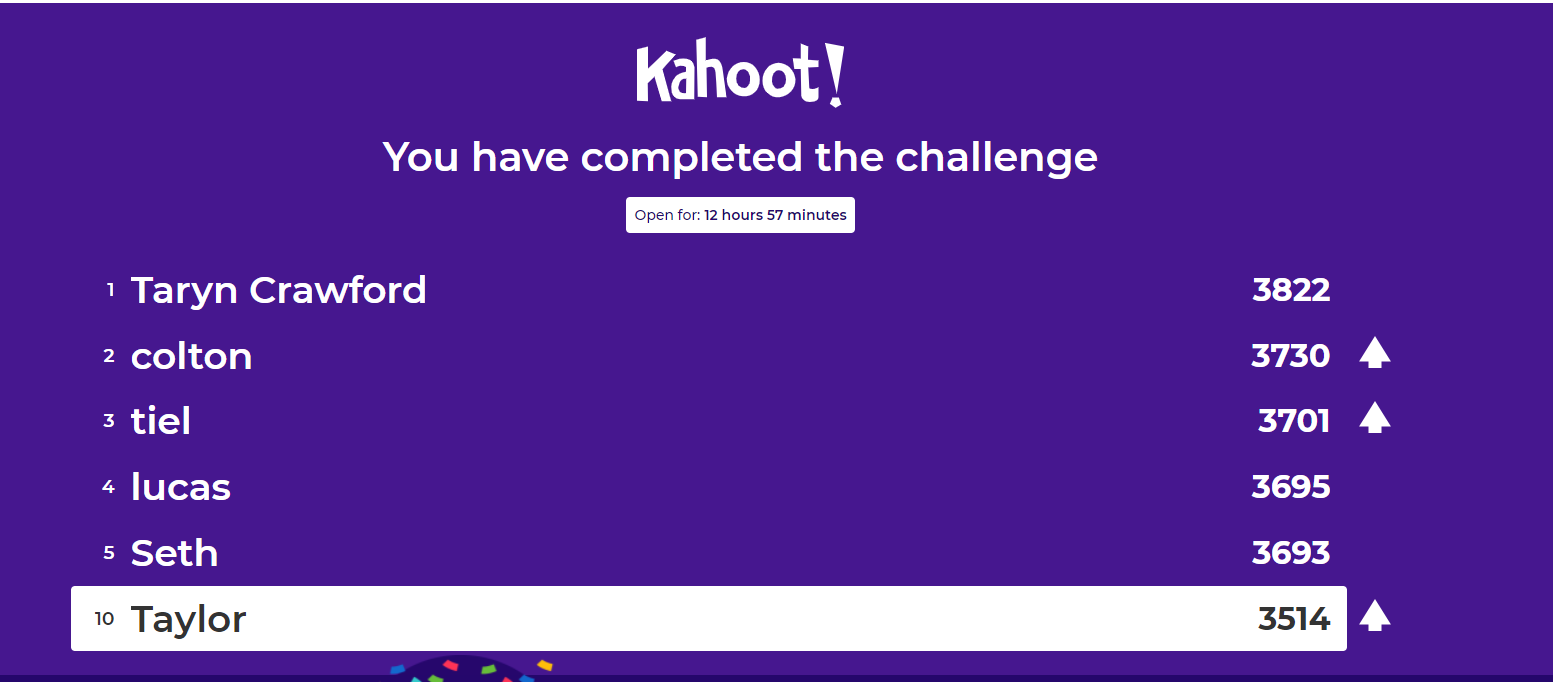 Kahoot!
You have completed the challenge
Open for: 12 hours 57 minutes
1 Taryn Crawford 3822
2 colton 3730
3 tiel 3701
4 lucas 3695
5 Seth 3693
10 Taylor 3514